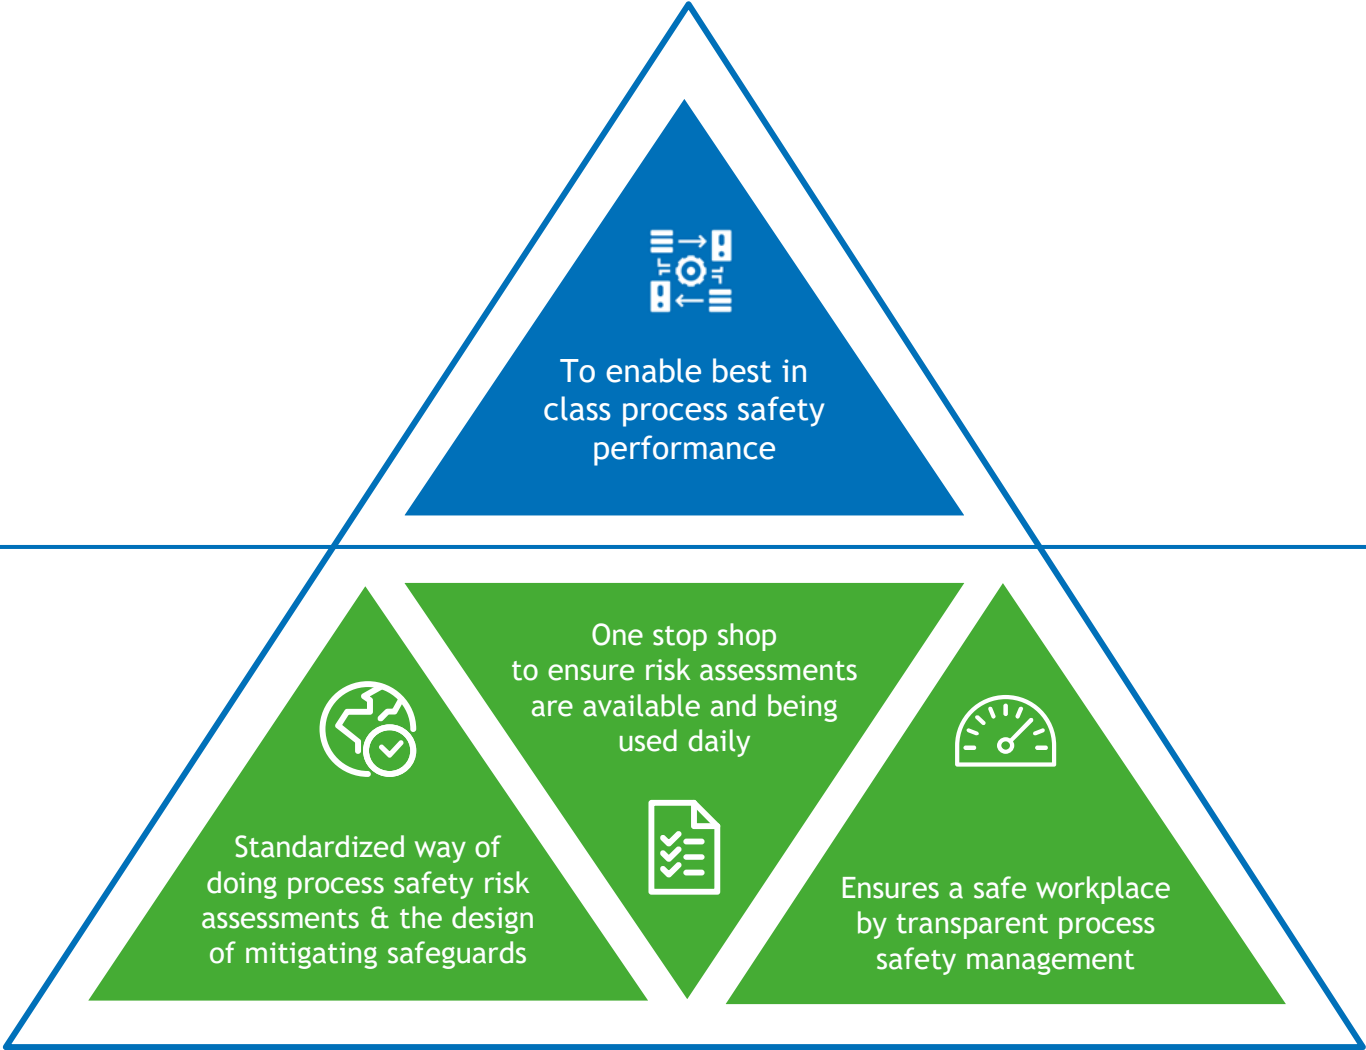 To enable best in
class process safety
performance
One stop shop
to ensure risk assessments
are available and being
used daily
Standardized way of
doing process safety risk
assessments & the design
of mitigating safeguards
Ensures a safe workplace
by transparent process
safety management